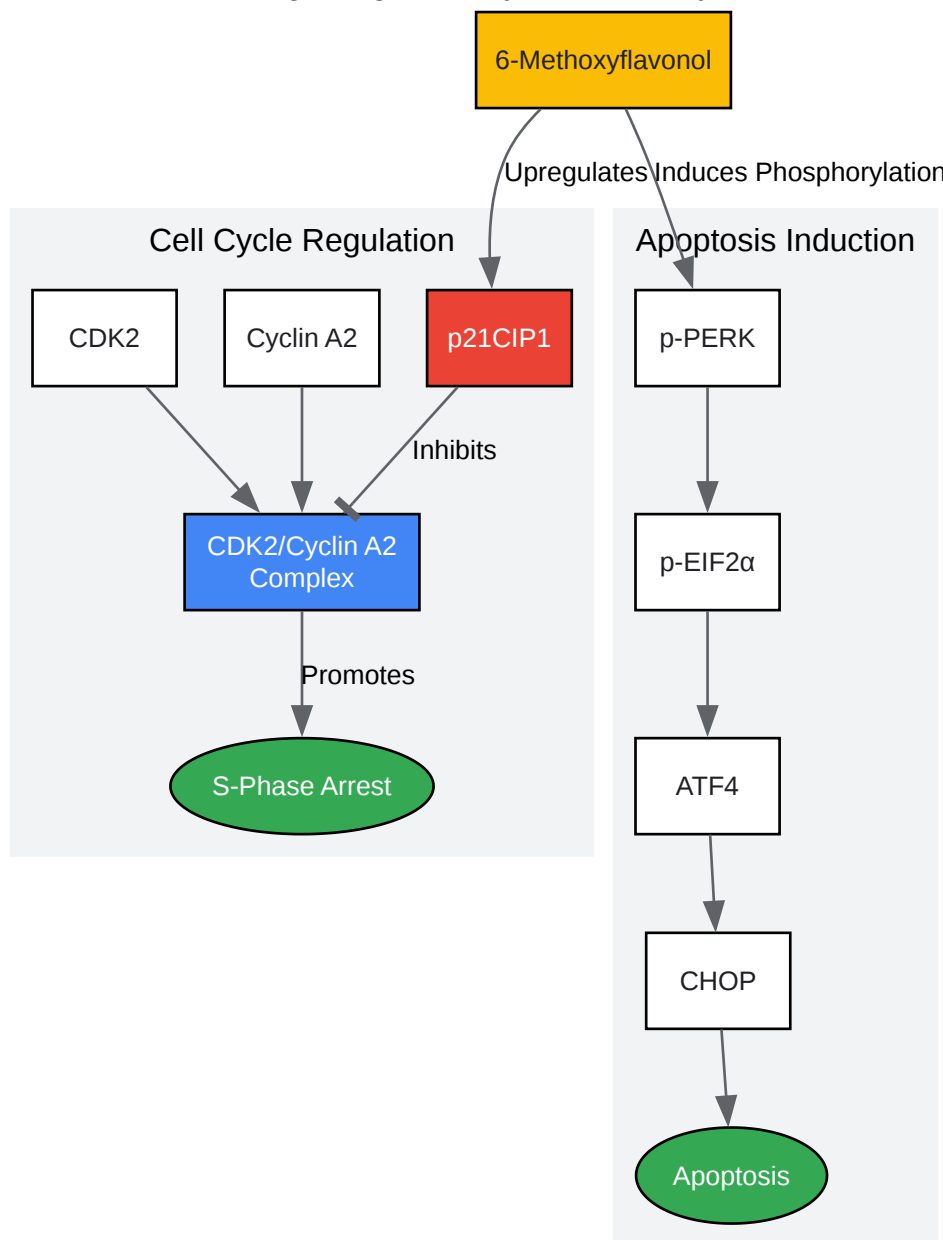 6-Methoxyflavonol
Upregulates
Induces Phosphorylation
Cell Cycle Regulation
Apoptosis Induction
CDK2
Cyclin A2
p21CIP1
p-PERK
Inhibits
CDK2/Cyclin A2
Complex
p-EIF2α
Promotes
S-Phase Arrest
ATF4
CHOP
Apoptosis